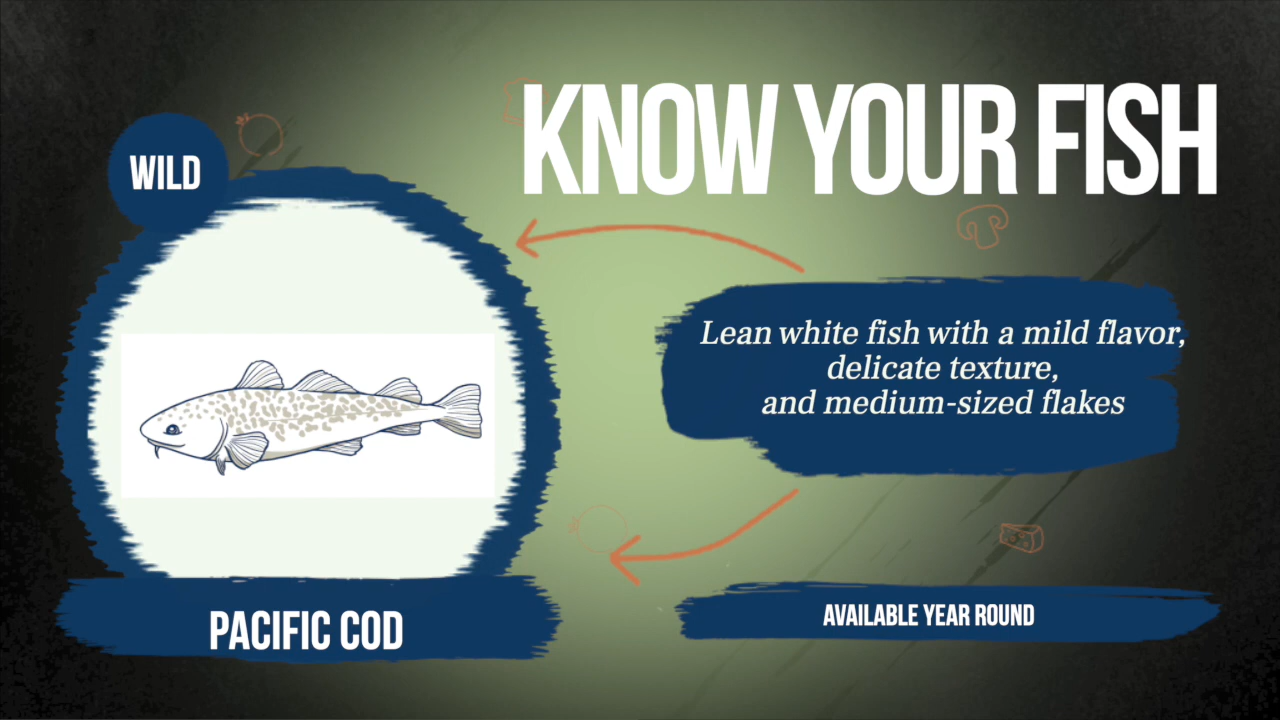 KNOW YOUR FISH
WILD
Lean white fish with a mild flavor,
delicate texture,
and medium-sized flakes
PACIFIC COD
AVAILABLE YEAR ROUND